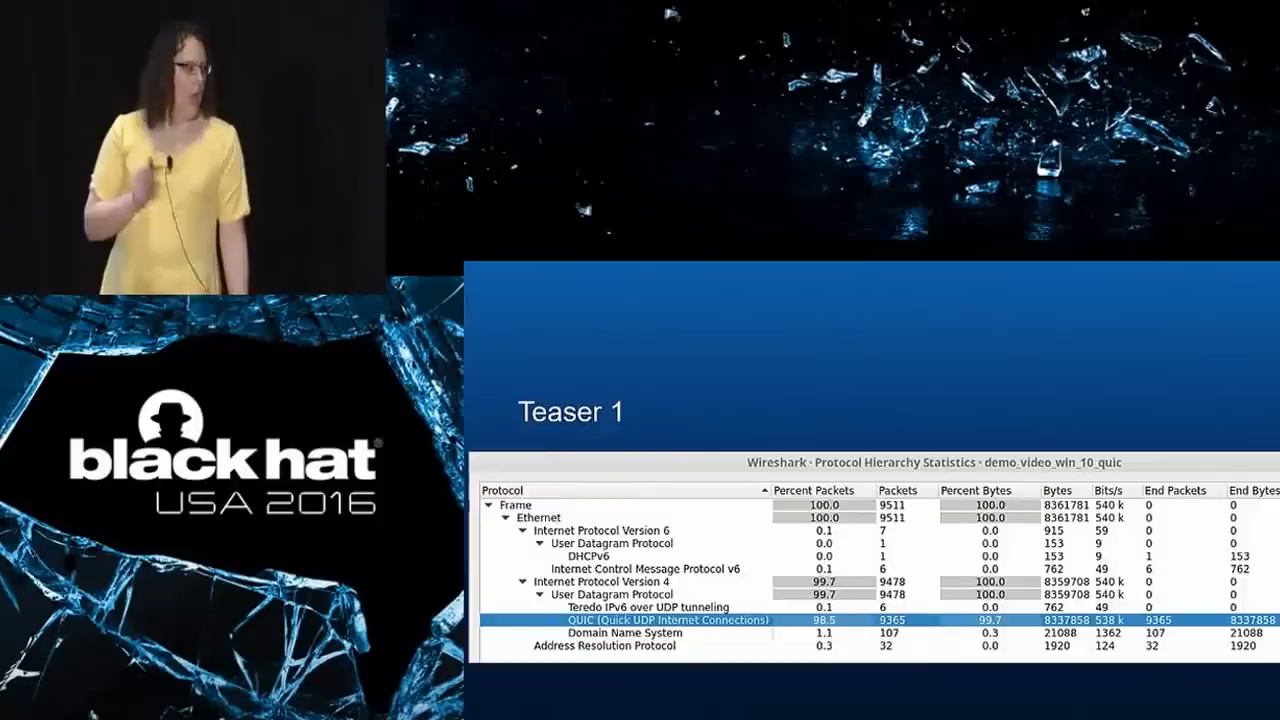 black hat®
USA 2016
Teaser 1
Wireshark · Protocol Hierarchy Statistics · demo_video_win_10_quic
Protocol Percent Packets Packets Percent Bytes Bytes Bits/s End Packets End Bytes
Frame 100.0 9511 100.0 8361781 540 k 0 0
Ethernet 100.0 9511 100.0 8361781 540 k 0 0
Internet Protocol Version 6 0.1 7 0.0 915 59 0 0
User Datagram Protocol 0.0 1 0.0 153 9 0 0
DHCPv6 0.0 1 0.0 153 9 1 153
Internet Control Message Protocol v6 0.1 6 0.0 762 49 6 762
Internet Protocol Version 4 99.7 9478 100.0 8359708 540 k 0 0
User Datagram Protocol 99.7 9478 100.0 8359708 540 k 0 0
Teredo IPv6 over UDP tunneling 0.1 6 0.0 762 49 0 0
QUIC (Quick UDP Internet Connections) 98.5 9365 99.7 8337858 538 k 9365 8337858
Domain Name System 1.1 107 0.3 21088 1362 107 21088
Address Resolution Protocol 0.3 32 0.0 1920 124 32 1920